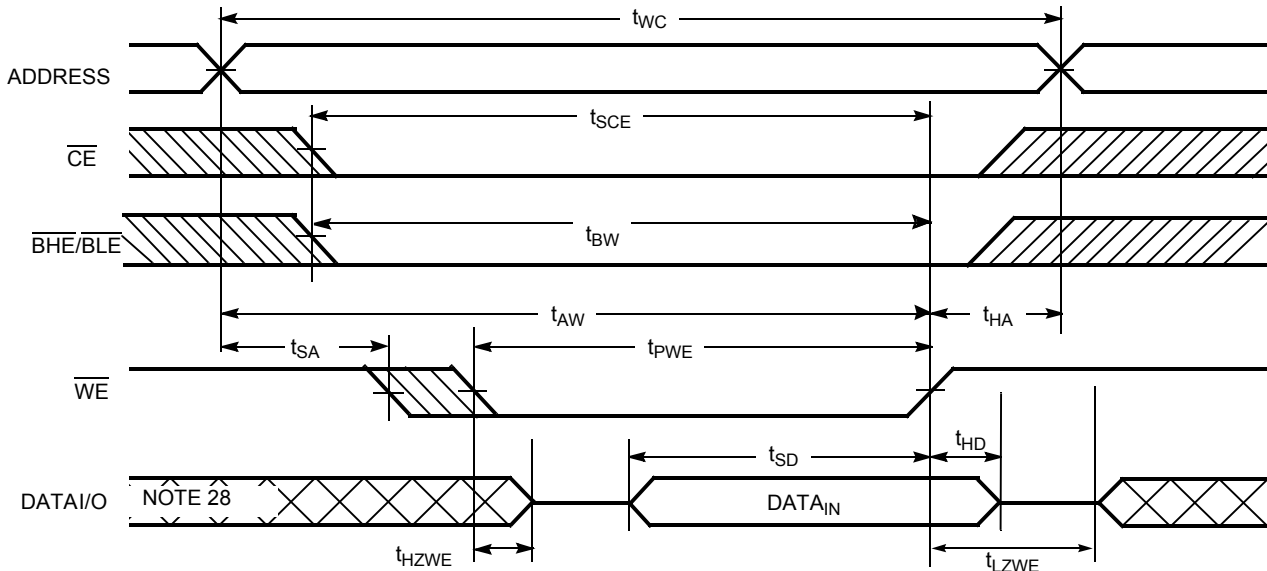 tWC
ADDRESS
tSCE
CE
tBW
BHE/BLE
tAW
tHA
tSA
tPWE
WE
tHD
tSD
DATAI/O
NOTE 28
DATAIN
tHZWE
tLZWE